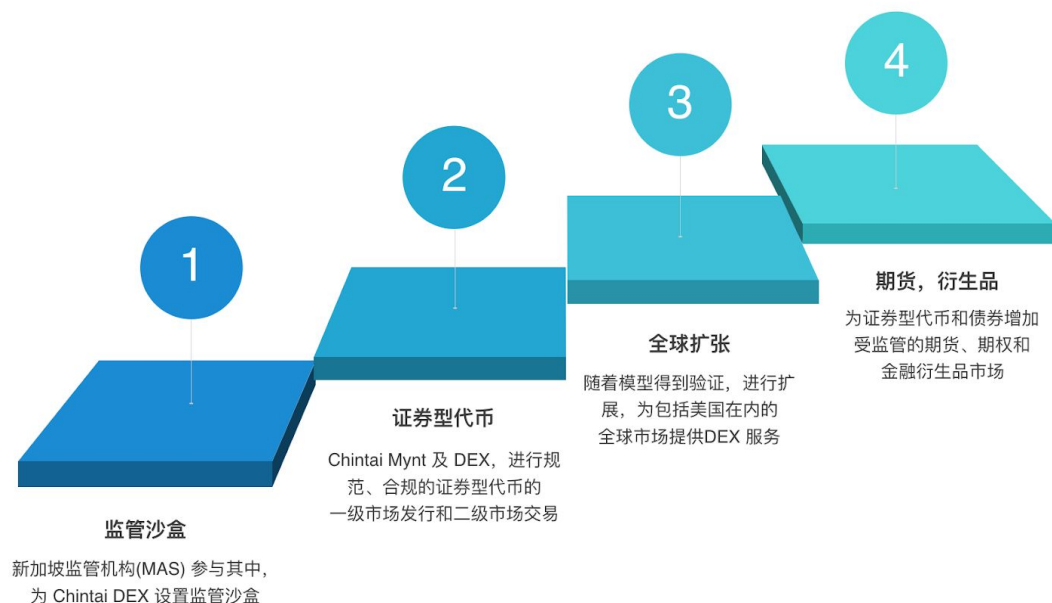 1
监管沙盒
新加坡监管机构(MAS) 参与其中，
为 Chintai DEX 设置监管沙盒
2
证券型代币
Chintai Mynt 及 DEX，进行规
范、合规的证券型代币的
一级市场发行和二级市场交易
3
全球扩张
随着模型得到验证，进行扩
展，为包括美国在内的
全球市场提供DEX 服务
4
期货，衍生品
为证券型代币和债券增加
受监管的期货、期权和
金融衍生品市场